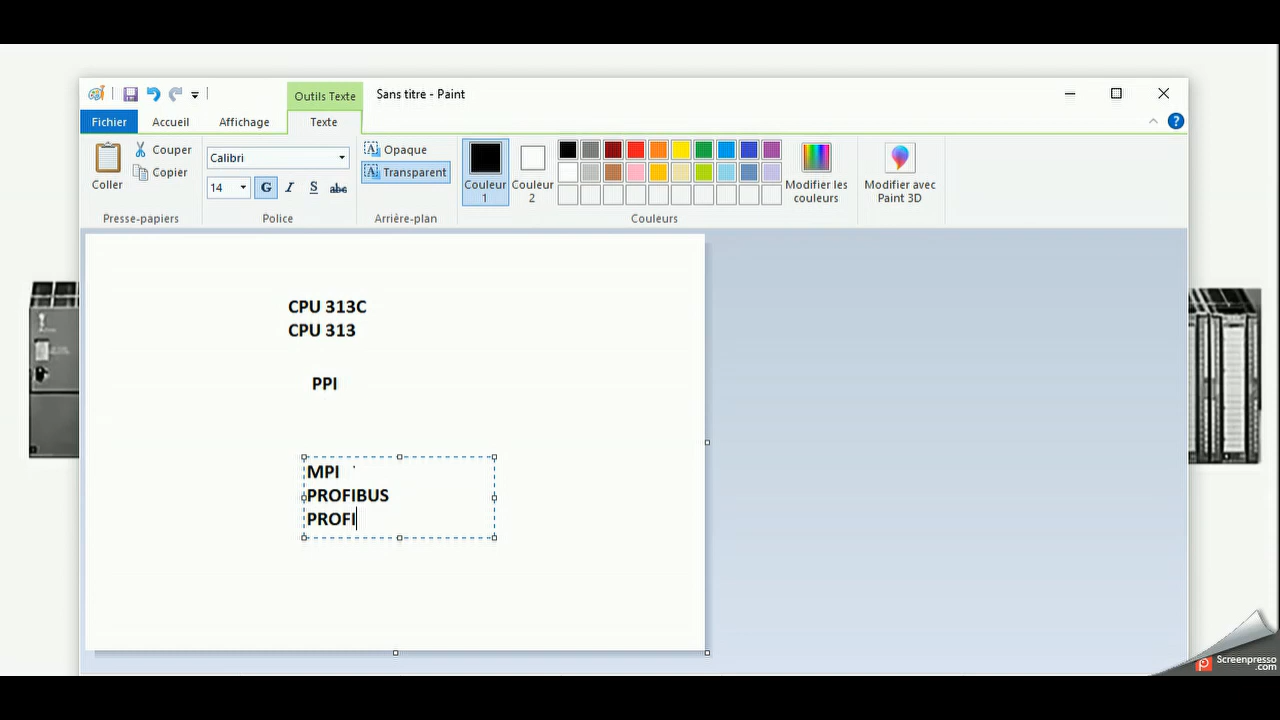 Outils Texte
Sans titre - Paint
Fichier
Accueil
Affichage
Texte
?
Coller
Couper
Copier
Presse-papiers
Calibri
14
G I S abc
Police
A Opaque
A Transparent
Arrière-plan
Couleur 1
Couleur 2
Couleurs
Modifier les couleurs
Modifier avec Paint 3D
CPU 313C
CPU 313
PPI
MPI
PROFIBUS
PROFI
Screenpresso
.com